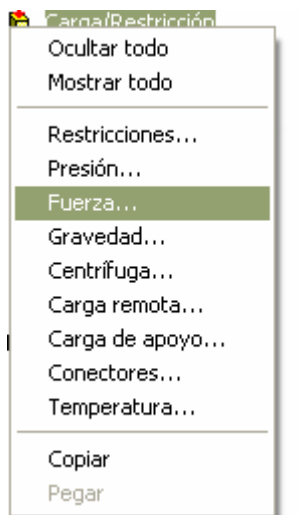 Carga/Restricción
Ocultar todo
Mostrar todo
Restricciones...
Presión...
Fuerza...
Gravedad...
Centrífuga...
Carga remota...
Carga de apoyo...
Conectores...
Temperatura...
Copiar
Pegar